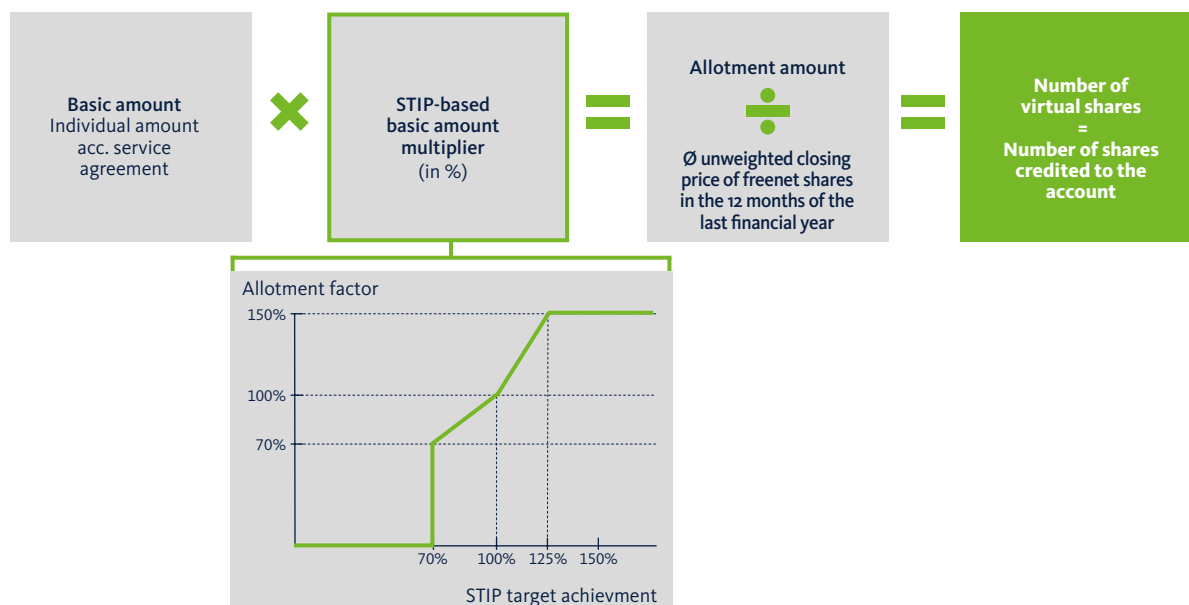 Basic amount
Individual amount
acc. service
agreement
STIP-based
basic amount
multiplier
(in %)
Allotment amount
Ø unweighted closing
price of freenet shares
in the 12 months of the
last financial year
Number of
virtual shares
=
Number of shares
credited to the
account
Allotment factor
150%
100%
70%
70%
100%
125%
150%
STIP target achievment